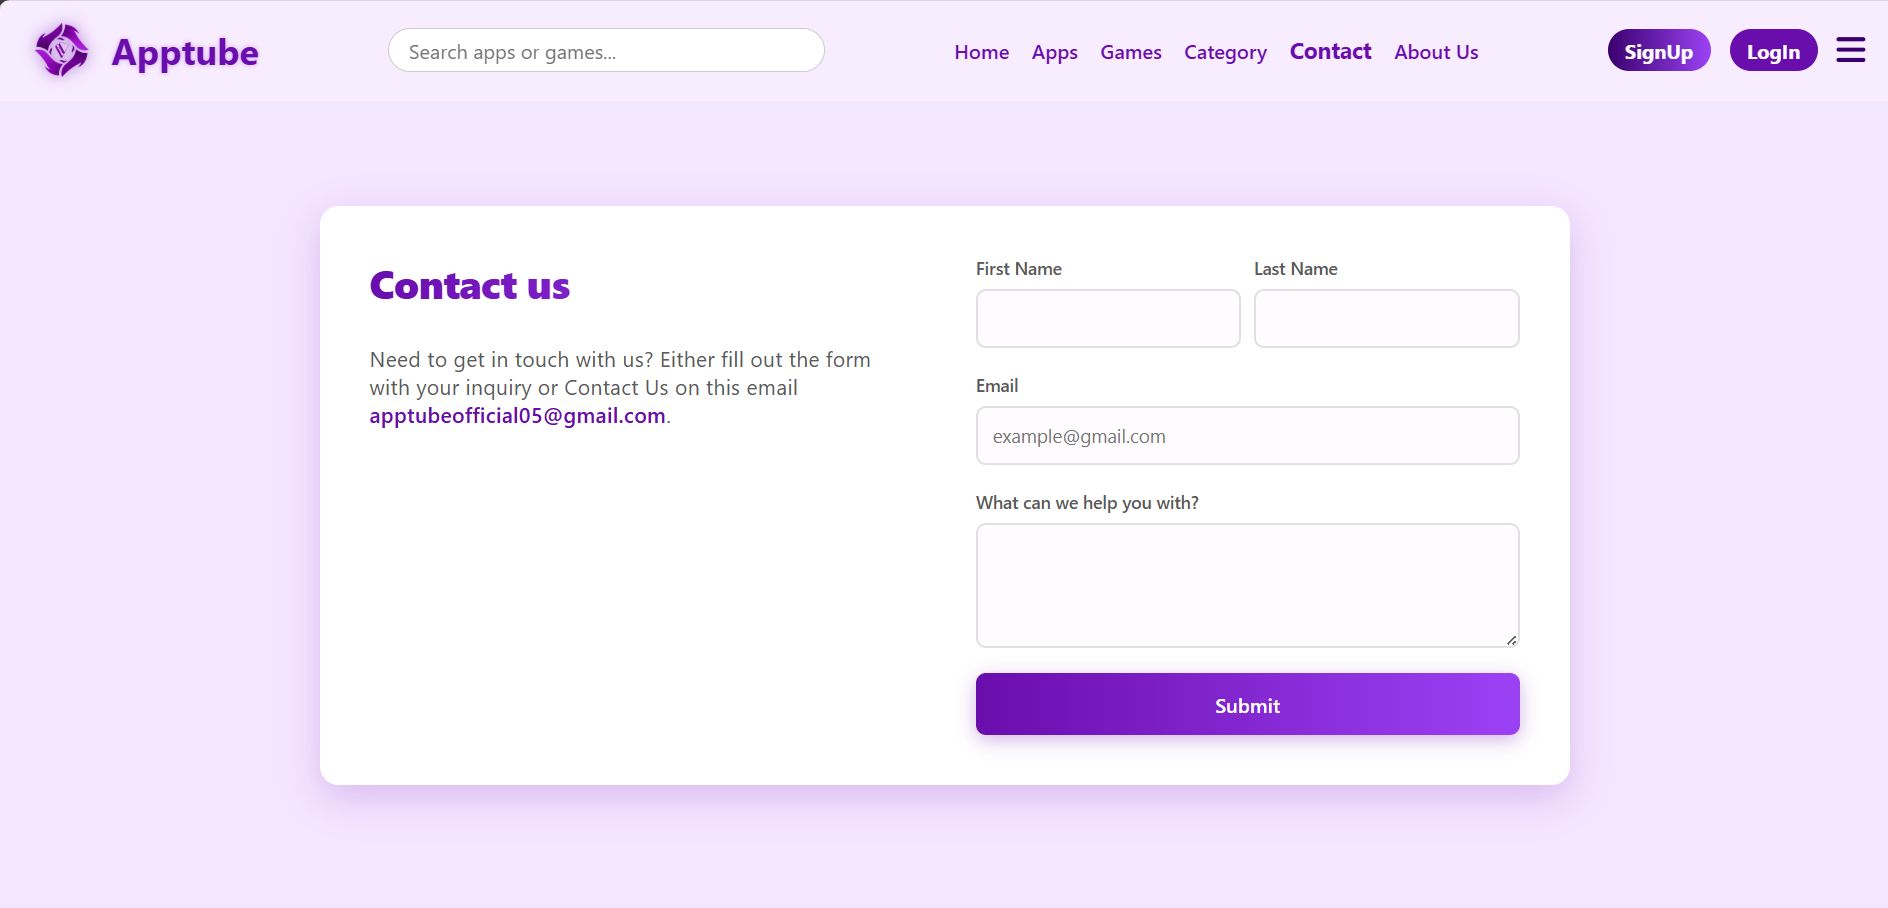 Apptube
Search apps or games...
Home Apps Games Category Contact About Us
SignUp LogIn
Contact us
Need to get in touch with us? Either fill out the form
with your inquiry or Contact Us on this email
apptubeofficial05@gmail.com.
First Name Last Name
Email
example@gmail.com
What can we help you with?
Submit